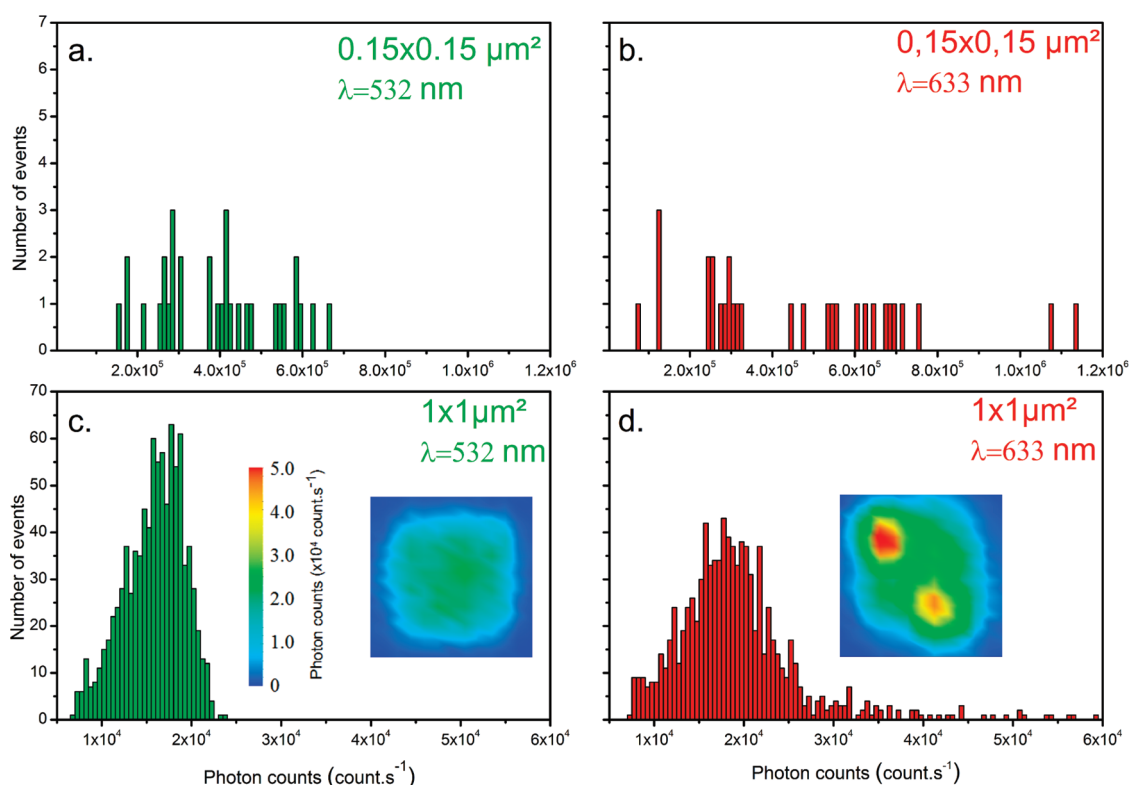 a.
0.15x0.15 µm²
λ=532 nm
Number of events
7
6
5
4
3
2
1
0
2.0x10⁵ 4.0x10⁵ 6.0x10⁵ 8.0x10⁵ 1.0x10⁶ 1.2x10⁶
b.
0,15x0,15 µm²
λ=633 nm
2.0x10⁵ 4.0x10⁵ 6.0x10⁵ 8.0x10⁵ 1.0x10⁶ 1.2x10⁶
c.
1x1µm²
λ=532 nm
Number of events
70
60
50
40
30
20
10
0
5.0
4.0
3.0
2.0
1.0
0
Photon counts (x10⁴ count.s⁻¹)
1x10⁴ 2x10⁴ 3x10⁴ 4x10⁴ 5x10⁴ 6x10⁴
Photon counts (count.s⁻¹)
d.
1x1µm²
λ=633 nm
1x10⁴ 2x10⁴ 3x10⁴ 4x10⁴ 5x10⁴ 6x10⁴
Photon counts (count.s⁻¹)